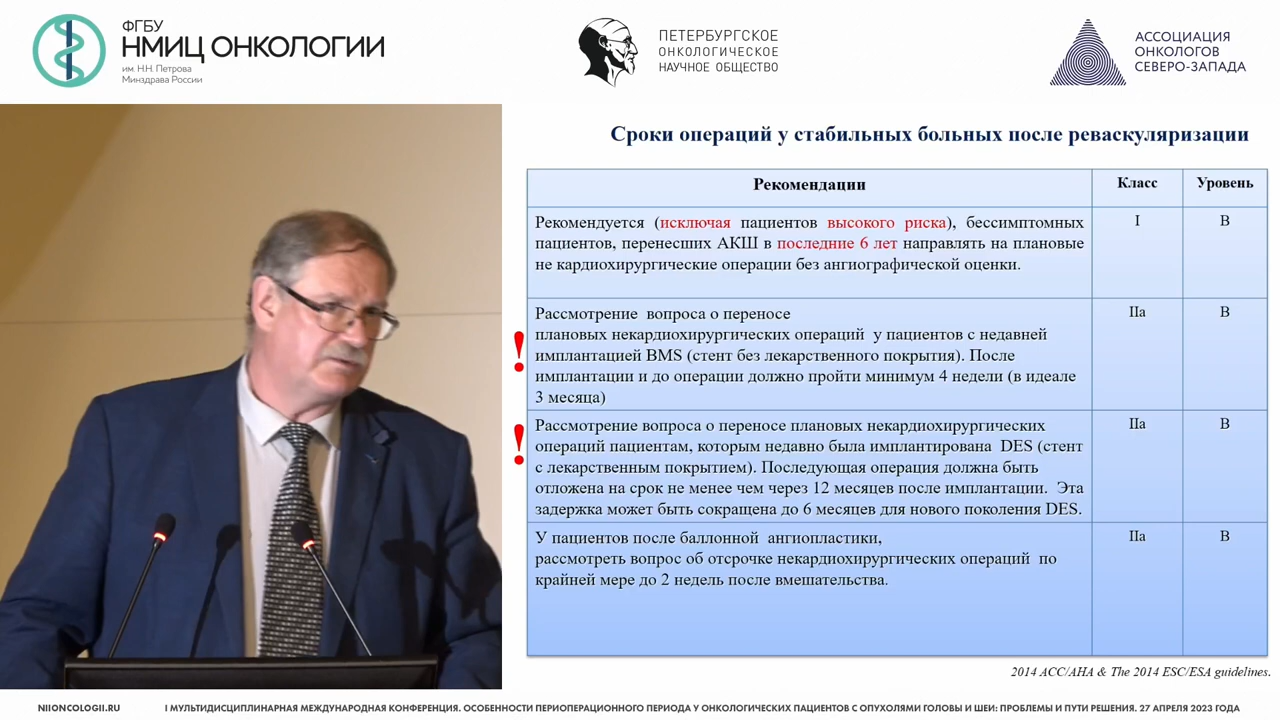 ФГБУ
НМИЦ ОНКОЛОГИИ
им. Н.Н. Петрова
Минздрава России
ПЕТЕРБУРГСКОЕ
ОНКОЛОГИЧЕСКОЕ
НАУЧНОЕ ОБЩЕСТВО
АССОЦИАЦИЯ
ОНКОЛОГОВ
СЕВЕРО-ЗАПАДА
Сроки операций у стабильных больных после реваскуляризации
Рекомендации Класс Уровень
Рекомендуется (исключая пациентов высокого риска), бессимптомных I B
пациентов, перенесших АКШ в последние 6 лет направлять на плановые
не кардиохирургические операции без ангиографической оценки.
Рассмотрение вопроса о переносе IIa B
плановых некардиохирургических операций у пациентов с недавней
! имплантацией BMS (стент без лекарственного покрытия). После
имплантации и до операции должно пройти минимум 4 недели (в идеале
3 месяца)
Рассмотрение вопроса о переносе плановых некардиохирургических IIa B
! операций пациентам, которым недавно была имплантирована DES (стент
с лекарственным покрытием). Последующая операция должна быть
отложена на срок не менее чем через 12 месяцев после имплантации. Эта
задержка может быть сокращена до 6 месяцев для нового поколения DES.
У пациентов после баллонной ангиопластики, IIa B
рассмотреть вопрос об отсрочке некардиохирургических операций по
крайней мере до 2 недель после вмешательства.
2014 ACC/AHA & The 2014 ESC/ESA guidelines.
NIIONCOLOGII.RU I МУЛЬТИДИСЦИПЛИНАРНАЯ МЕЖДУНАРОДНАЯ КОНФЕРЕНЦИЯ. ОСОБЕННОСТИ ПЕРИОПЕРАЦИОННОГО ПЕРИОДА У ОНКОЛОГИЧЕСКИХ ПАЦИЕНТОВ С ОПУХОЛЯМИ ГОЛОВЫ И ШЕИ: ПРОБЛЕМЫ И ПУТИ РЕШЕНИЯ. 27 АПРЕЛЯ 2023 ГОДА